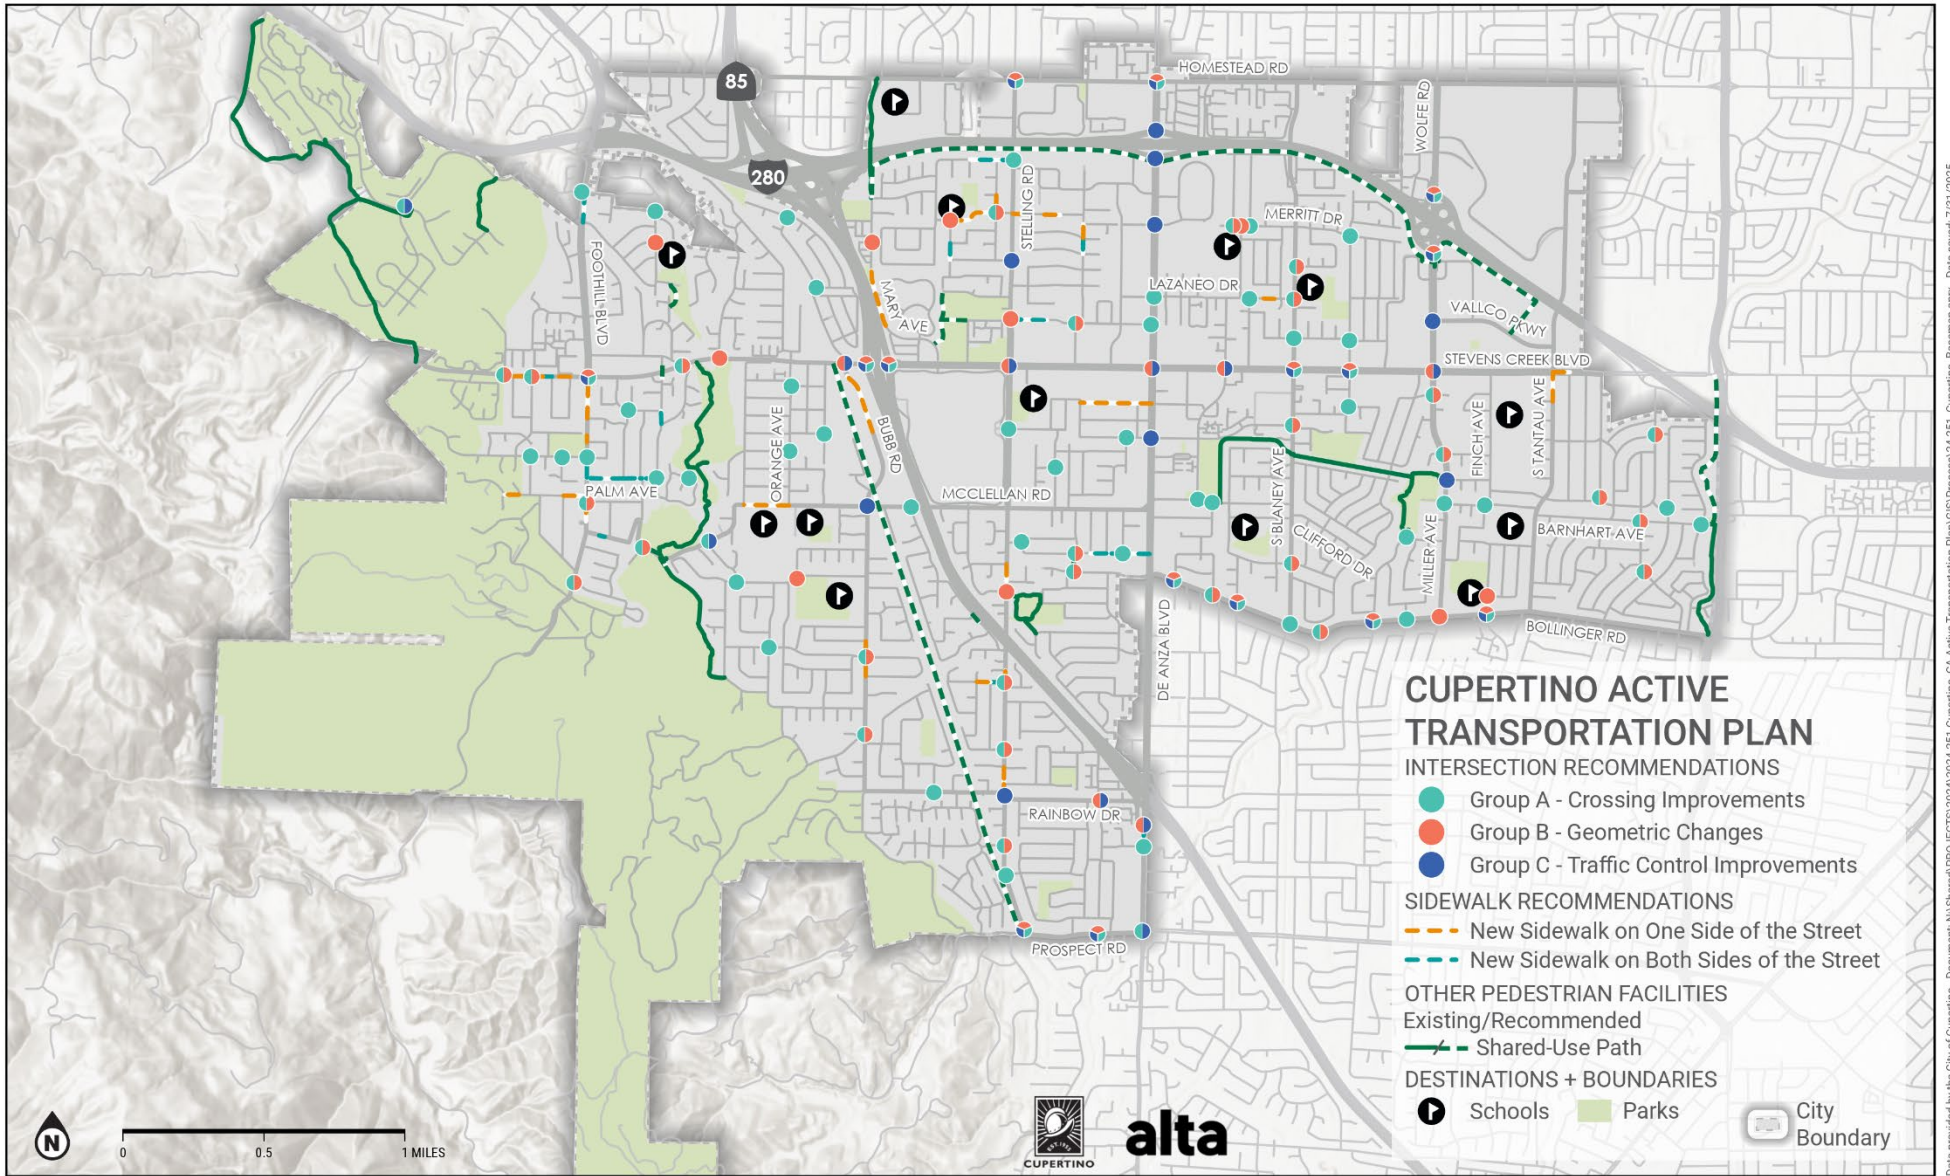 85
280
HOMESTEAD RD
WOLFE RD
FOOTHILL BLVD
STELLING RD
MERRITT DR
MARY
AVE
LAZANEO DR
VALLCO PKWY
STEVENS CREEK BLVD
ORANGE AVE
BUBB RD
FINCH AVE
S TANTAU AVE
PALM AVE
MCCLELLAN RD
S BLANEY AVE
CLIFFORD DR
MILLER AVE
BARNHART AVE
DE ANZA BLVD
BOLLINGER RD
RAINBOW DR
PROSPECT RD
CUPERTINO ACTIVE
TRANSPORTATION PLAN
INTERSECTION RECOMMENDATIONS
Group A - Crossing Improvements
Group B - Geometric Changes
Group C - Traffic Control Improvements
SIDEWALK RECOMMENDATIONS
New Sidewalk on One Side of the Street
New Sidewalk on Both Sides of the Street
OTHER PEDESTRIAN FACILITIES
Existing/Recommended
Shared-Use Path
DESTINATIONS + BOUNDARIES
Schools
Parks
City
Boundary
N
0
0.5
1 MILES
CUPERTINO
alta